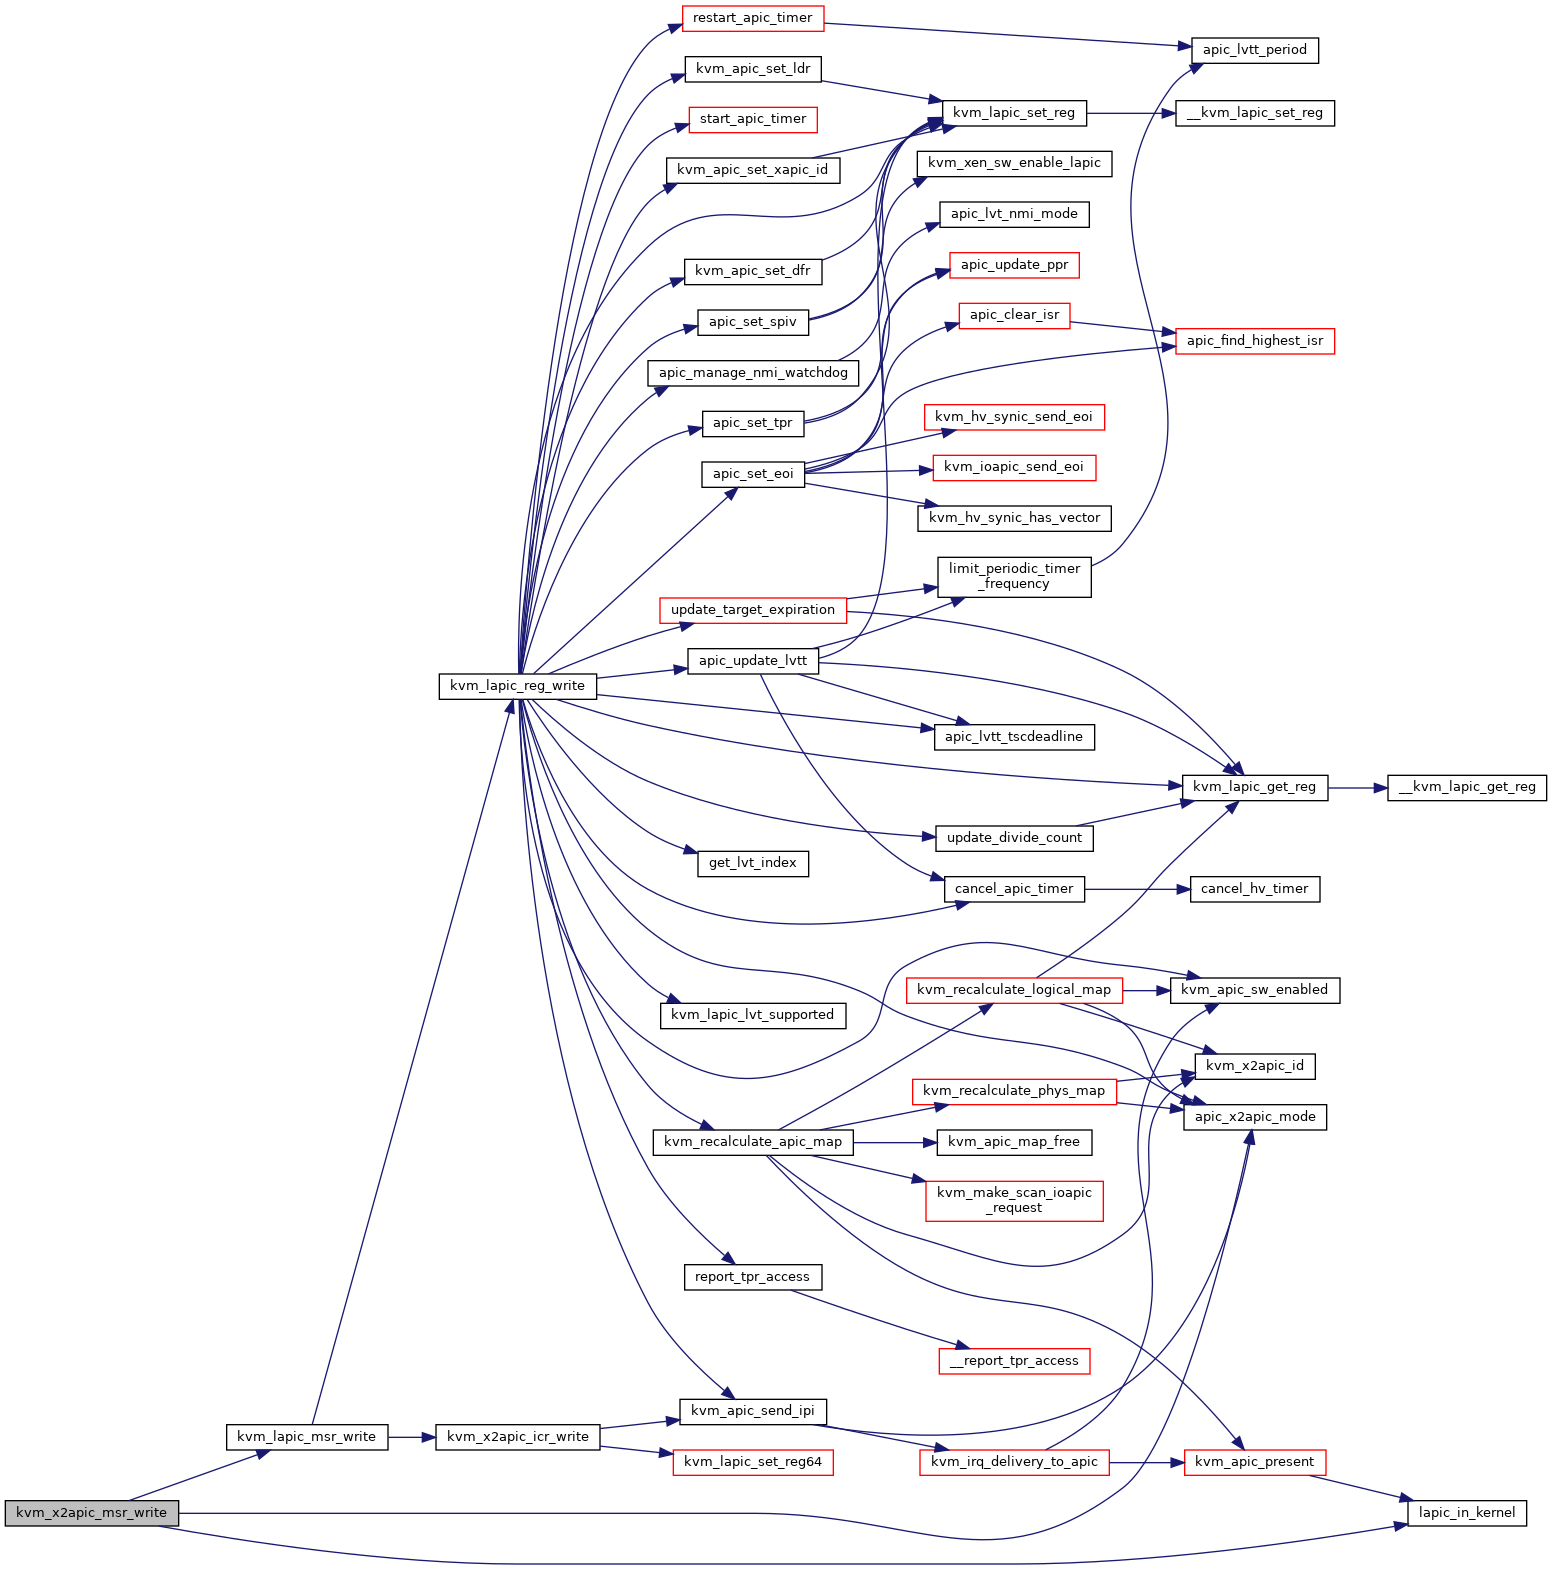 restart_apic_timer
apic_lvtt_period
kvm_apic_set_ldr
kvm_lapic_set_reg
__kvm_lapic_set_reg
start_apic_timer
kvm_xen_sw_enable_lapic
kvm_apic_set_xapic_id
apic_lvt_nmi_mode
kvm_apic_set_dfr
apic_update_ppr
apic_set_spiv
apic_clear_isr
apic_find_highest_isr
apic_manage_nmi_watchdog
kvm_hv_synic_send_eoi
apic_set_tpr
kvm_ioapic_send_eoi
apic_set_eoi
kvm_hv_synic_has_vector
limit_periodic_timer
_frequency
update_target_expiration
apic_update_lvtt
kvm_lapic_reg_write
apic_lvtt_tscdeadline
kvm_lapic_get_reg
__kvm_lapic_get_reg
update_divide_count
get_lvt_index
cancel_apic_timer
cancel_hv_timer
kvm_recalculate_logical_map
kvm_apic_sw_enabled
kvm_lapic_lvt_supported
kvm_x2apic_id
kvm_recalculate_phys_map
apic_x2apic_mode
kvm_recalculate_apic_map
kvm_apic_map_free
kvm_make_scan_ioapic
_request
report_tpr_access
__report_tpr_access
kvm_apic_send_ipi
kvm_lapic_msr_write
kvm_x2apic_icr_write
kvm_lapic_set_reg64
kvm_irq_delivery_to_apic
kvm_apic_present
kvm_x2apic_msr_write
lapic_in_kernel